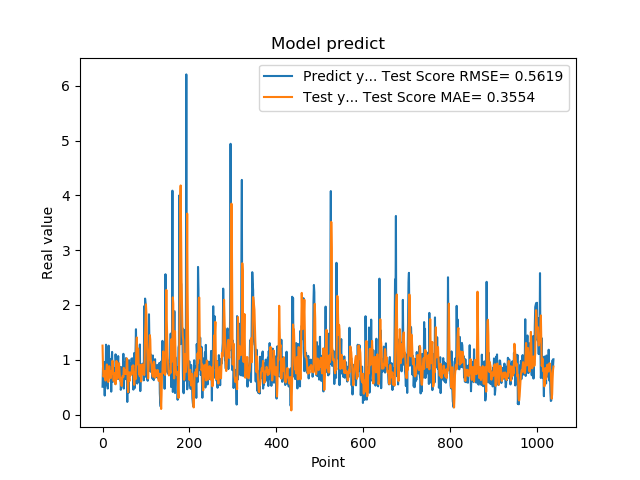 Model predict
Predict y... Test Score RMSE= 0.5619
Test y... Test Score MAE= 0.3554
Real value
6
5
4
3
2
1
0
0 200 400 600 800 1000
Point